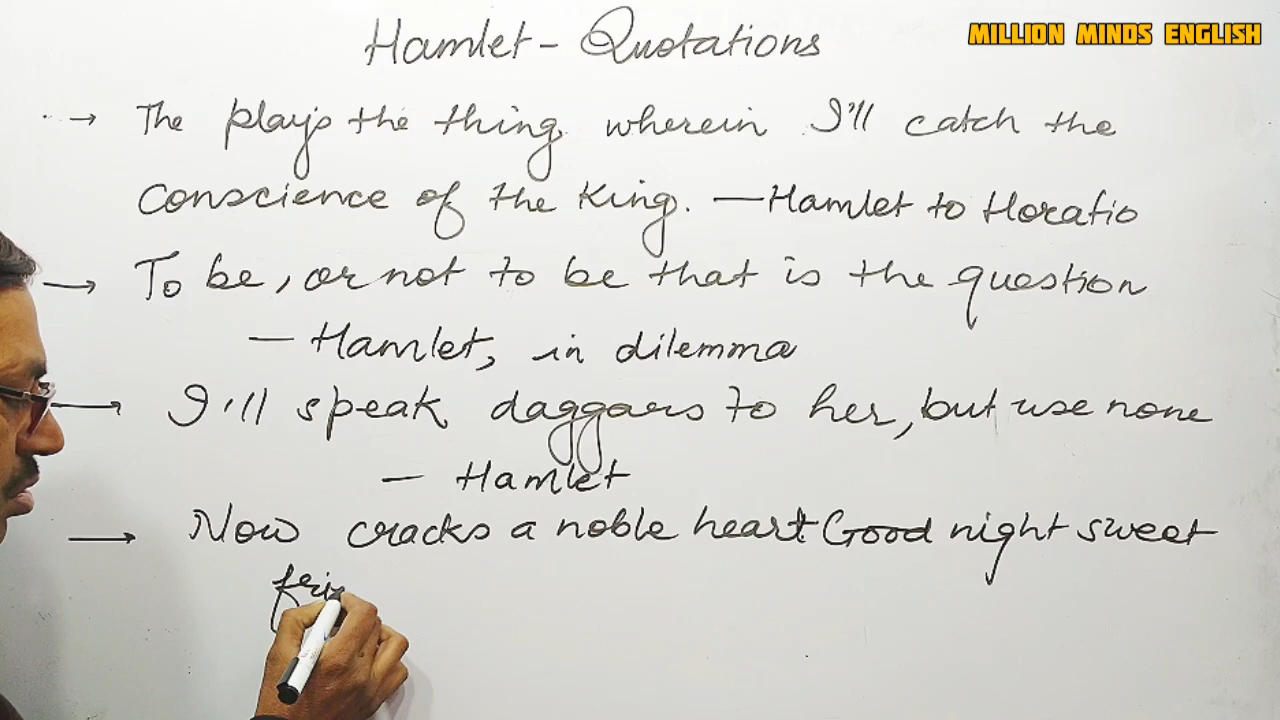 Hamlet - Quotations
MILLION MINDS ENGLISH
→ The play's the thing wherein I'll catch the
conscience of the King. — Hamlet to Horatio
→ To be, or not to be that is the question
— Hamlet, in dilemma
→ I'll speak daggars to her, but use none
— Hamlet
→ Now cracks a noble heart Good night sweet